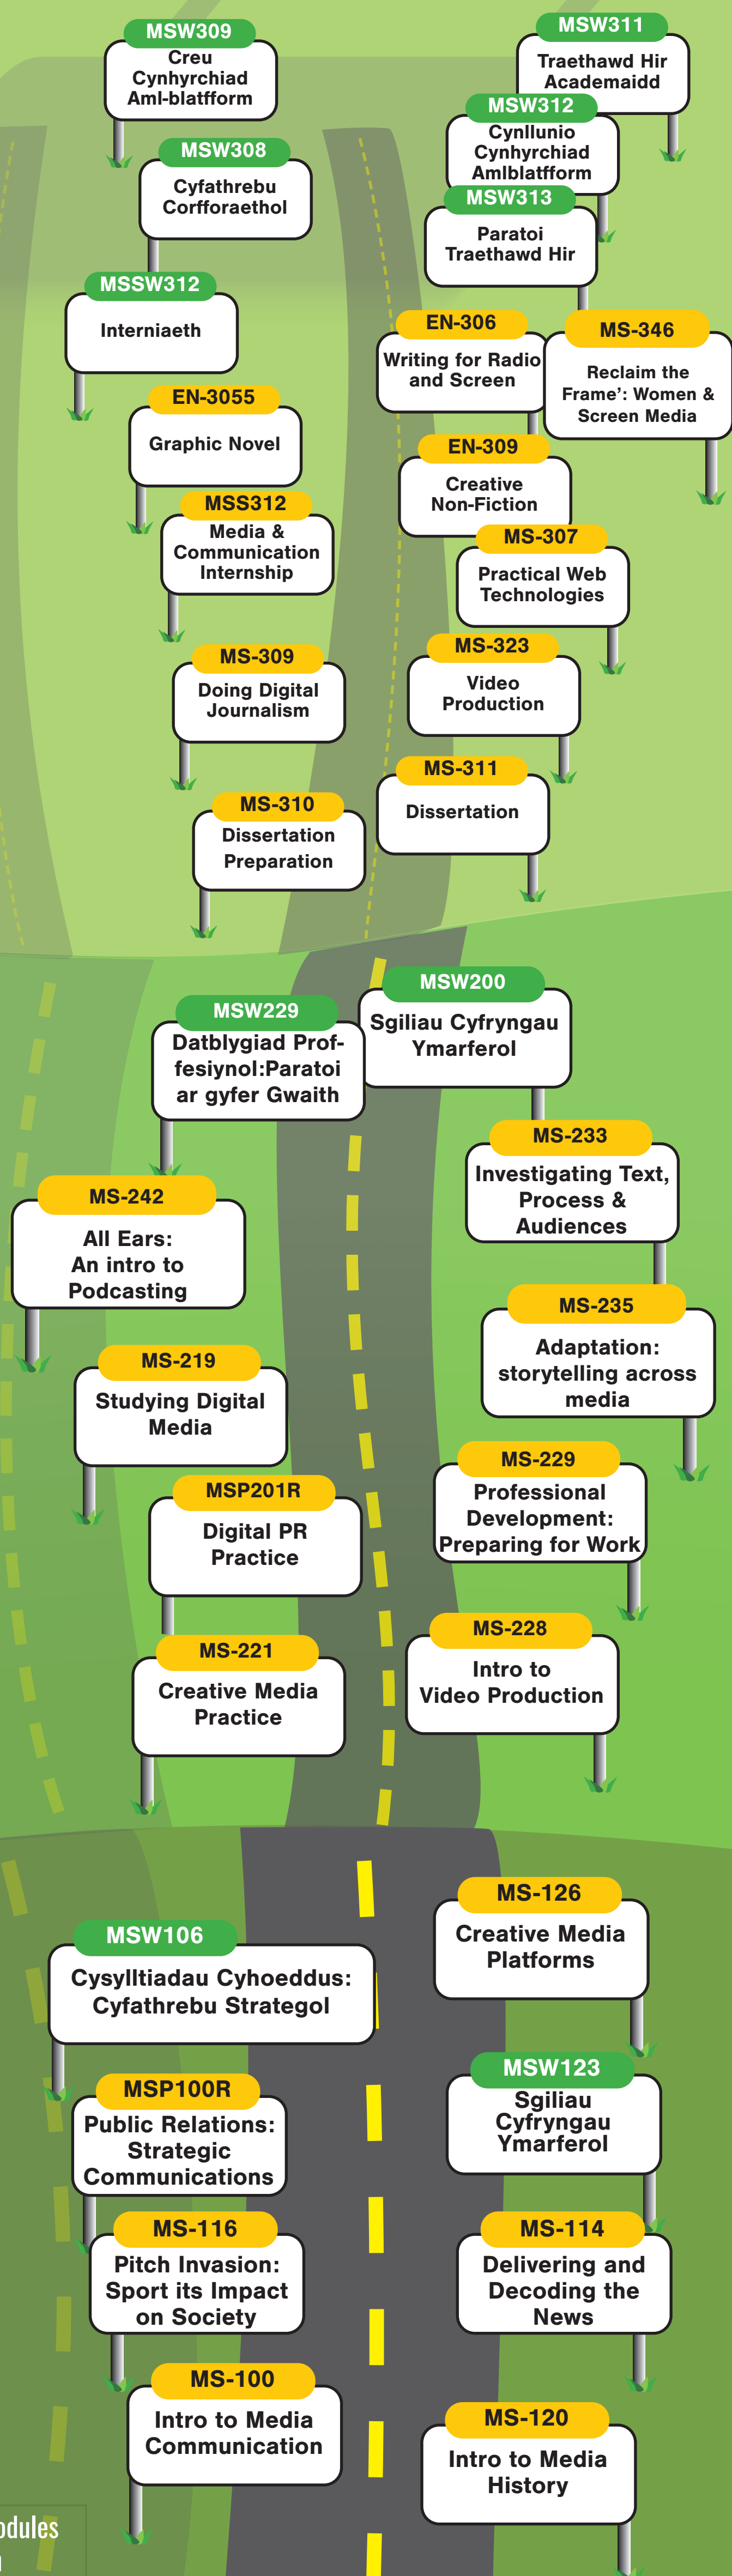 MSW309
Creu
Cynhyrchiad
Aml-blatfform
MSW311
Traethawd Hir
Academaidd
MSW312
Cynllunio
Cynhyrchiad
Amlblatfform
MSW308
Cyfathrebu
Corfforaethol
MSW313
Paratoi
Traethawd Hir
MSSW312
Interniaeth
EN-306
Writing for Radio
and Screen
MS-346
Reclaim the
Frame’: Women &
Screen Media
EN-3055
Graphic Novel
EN-309
Creative
Non-Fiction
MSS312
Media &
Communication
Internship
MS-307
Practical Web
Technologies
MS-309
Doing Digital
Journalism
MS-323
Video
Production
MS-311
Dissertation
MS-310
Dissertation
Preparation
MSW200
Sgiliau Cyfryngau
Ymarferol
MSW229
Datblygiad Prof-
fesiynol:Paratoi
ar gyfer Gwaith
MS-233
Investigating Text,
Process &
Audiences
MS-242
All Ears:
An intro to
Podcasting
MS-235
Adaptation:
storytelling across
media
MS-219
Studying Digital
Media
MS-229
Professional
Development:
Preparing for Work
MSP201R
Digital PR
Practice
MS-228
Intro to
Video Production
MS-221
Creative Media
Practice
MS-126
Creative Media
Platforms
MSW106
Cysylltiadau Cyhoeddus:
Cyfathrebu Strategol
MSW123
Sgiliau
Cyfryngau
Ymarferol
MSP100R
Public Relations:
Strategic
Communications
MS-116
Pitch Invasion:
Sport its Impact
on Society
MS-114
Delivering and
Decoding the
News
MS-100
Intro to Media
Communication
MS-120
Intro to Media
History